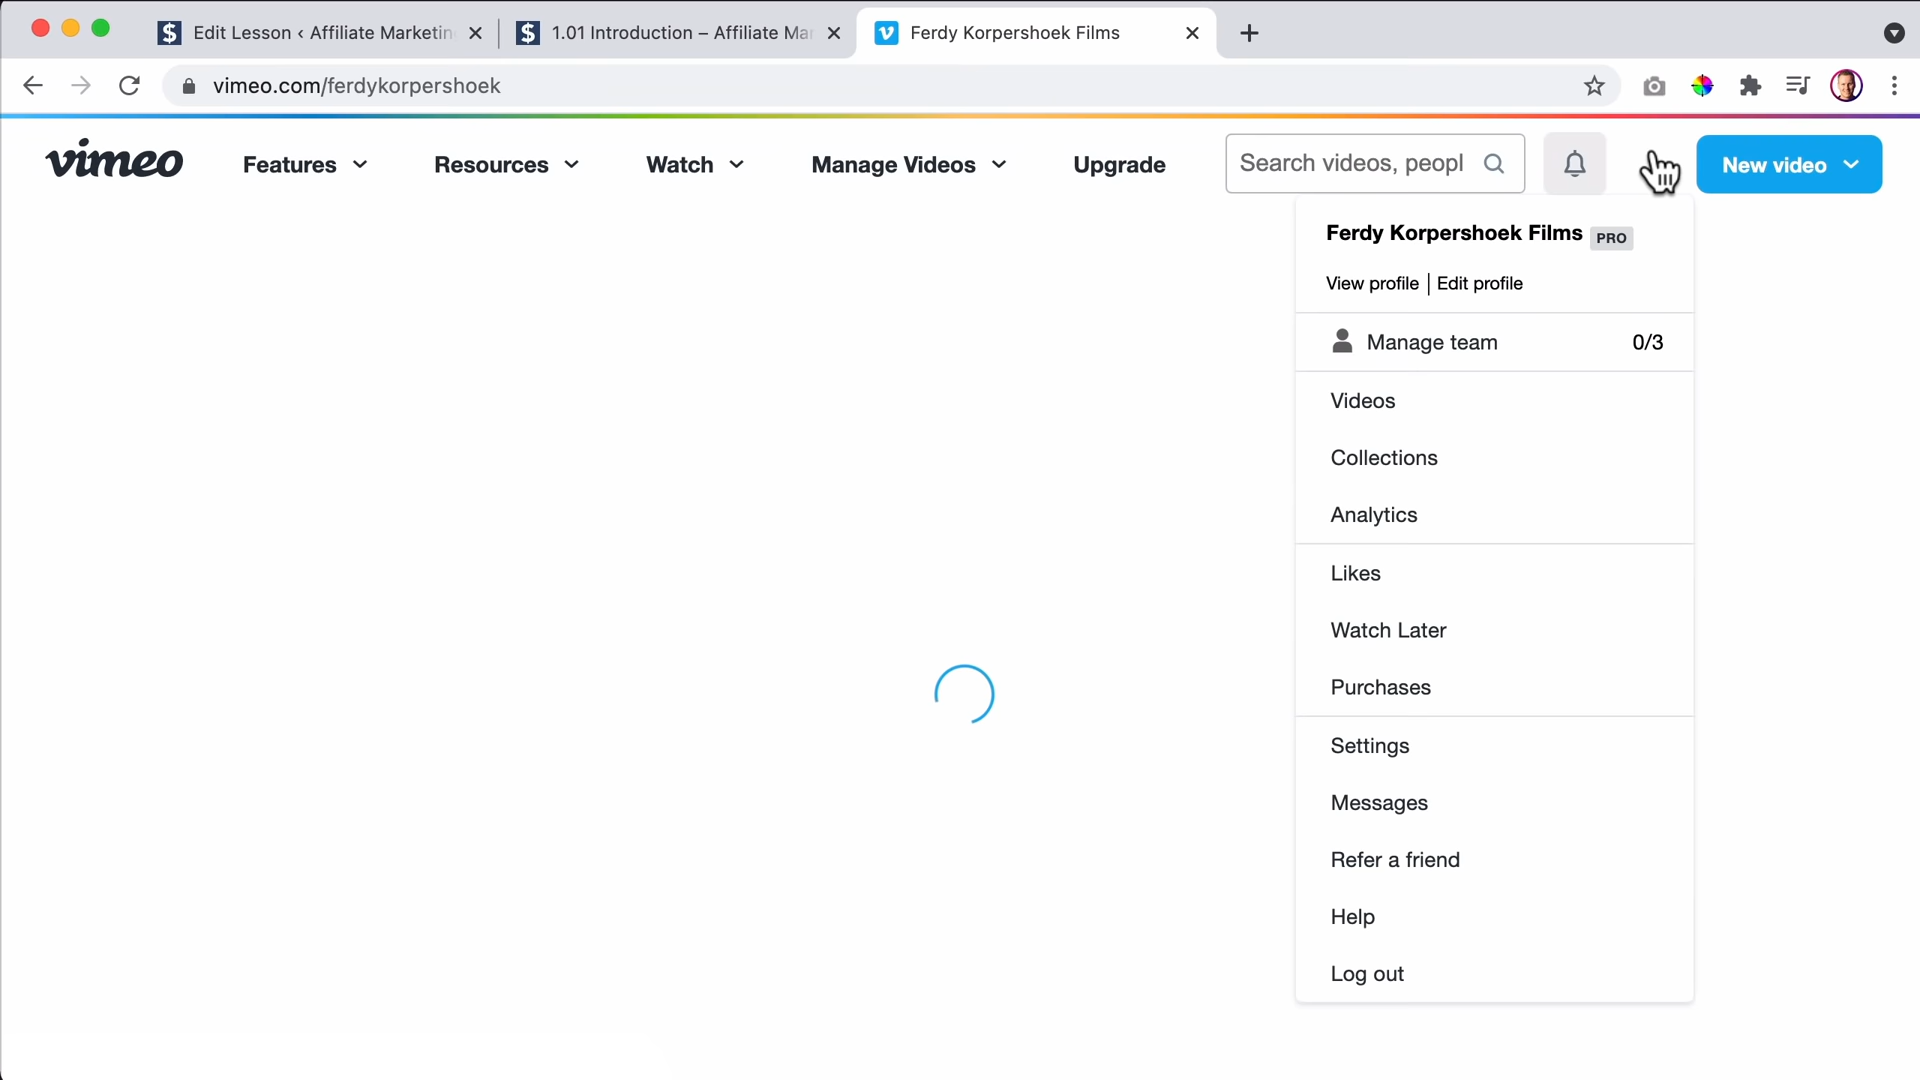 Edit Lesson ‹ Affiliate Marketin
1.01 Introduction – Affiliate Mar
Ferdy Korpershoek Films
vimeo.com/ferdykorpershoek
vimeo
Features
Resources
Watch
Manage Videos
Upgrade
Search videos, peopl
New video
Ferdy Korpershoek Films PRO
View profile | Edit profile
Manage team 0/3
Videos
Collections
Analytics
Likes
Watch Later
Purchases
Settings
Messages
Refer a friend
Help
Log out